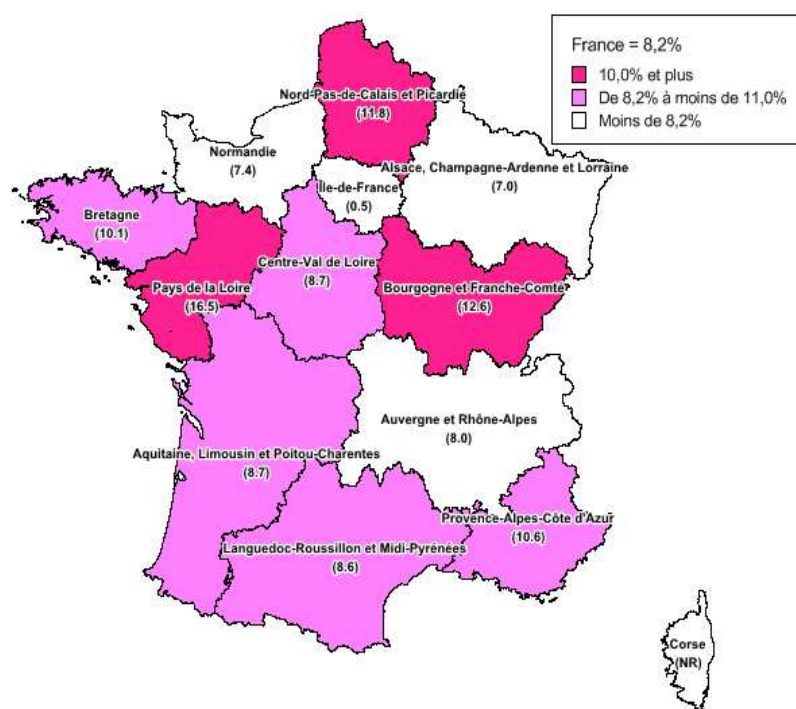 France = 8,2%
10,0% et plus
De 8,2% à moins de 11,0%
Moins de 8,2%
Nord-Pas-de-Calais et Picardie
(11.8)
Normandie
(7.4)
Alsace, Champagne-Ardenne et Lorraine
(7.0)
Île-de-France
(0.5)
Bretagne
(10.1)
Centre-Val de Loire
(8.7)
Pays de la Loire
(16.5)
Bourgogne et Franche-Comté
(12.6)
Auvergne et Rhône-Alpes
(8.0)
Aquitaine, Limousin et Poitou-Charentes
(8.7)
Provence-Alpes-Côte d'Azur
(10.6)
Languedoc-Roussillon et Midi-Pyrénées
(8.6)
Corse
(NR)